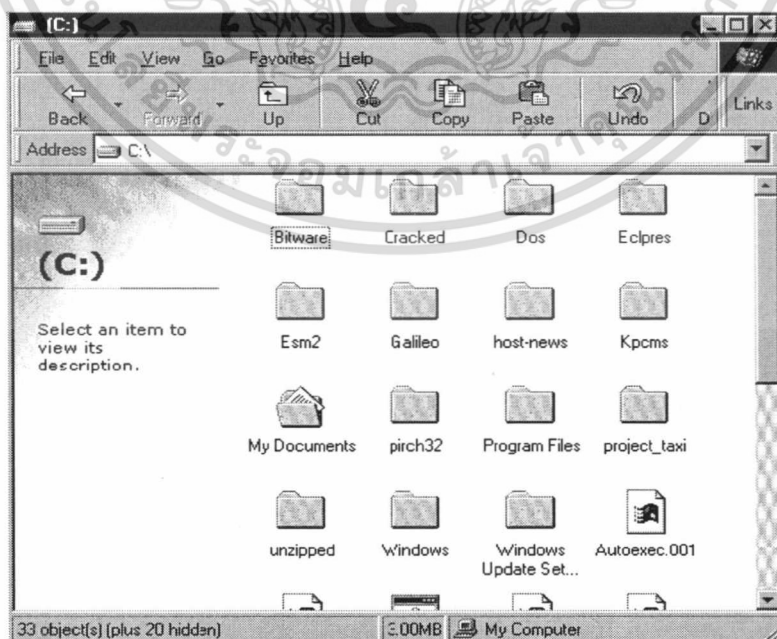 (C:)
File Edit View Go Favorites Help
Back Forward Up Cut Copy Paste Undo D Links
Address C:\
(C:)
Select an item to
view its
description.
Bitware Cracked Dos Eclpres
Esm2 Galileo host-news Kpcms
My Documents pirch32 Program Files project_taxi
unzipped Windows Windows Update Set... Autoexec.001
33 object(s) (plus 20 hidden) 3.00MB My Computer